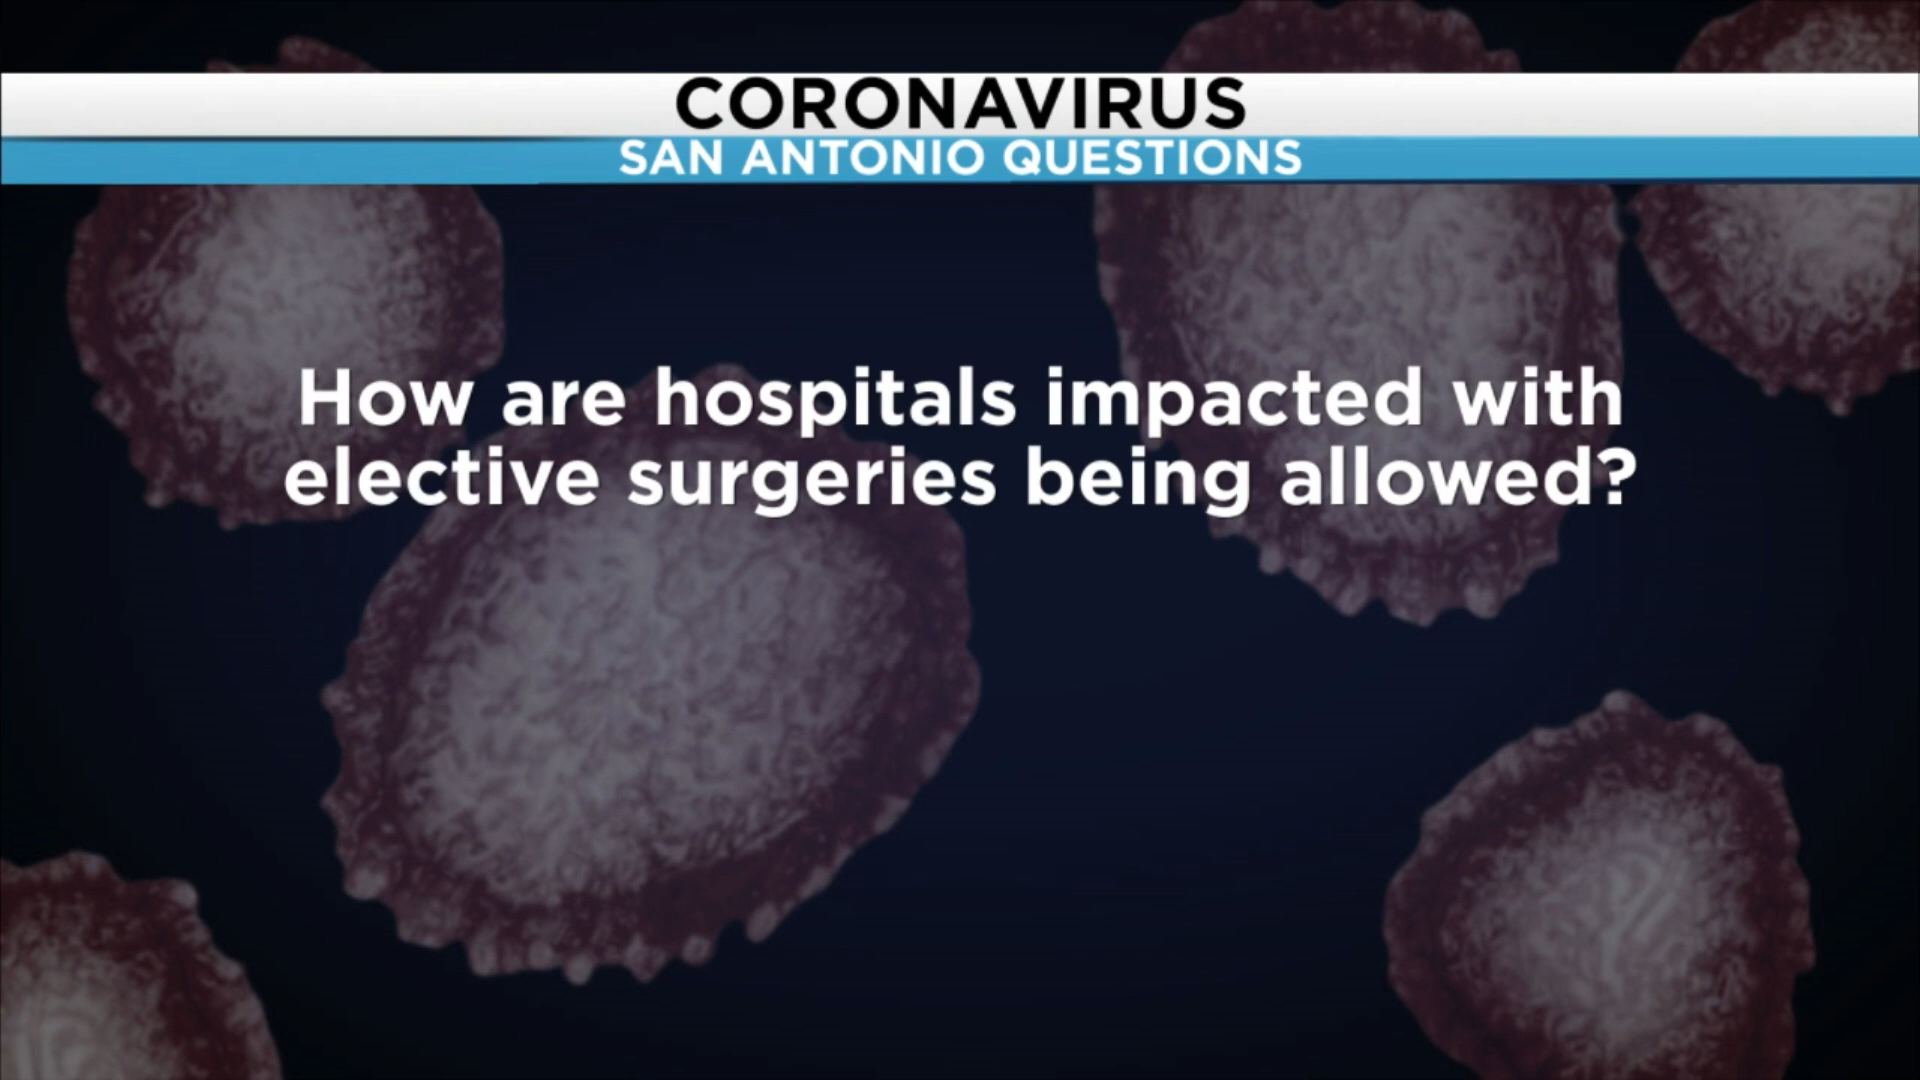 CORONAVIRUS
SAN ANTONIO QUESTIONS
How are hospitals impacted with
elective surgeries being allowed?